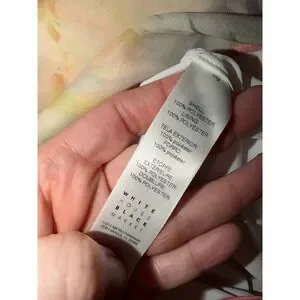 SHELL
100% POLYESTER
LINING
100% POLYESTER
TELA EXTERIOR
100% poliéster
FORRO
100% poliéster
STOFFE
EXTÉRIEURE
100% POLYESTER
DOUBLURE
100% POLYESTER
WHITE
HOUSE
BLACK
MARKET